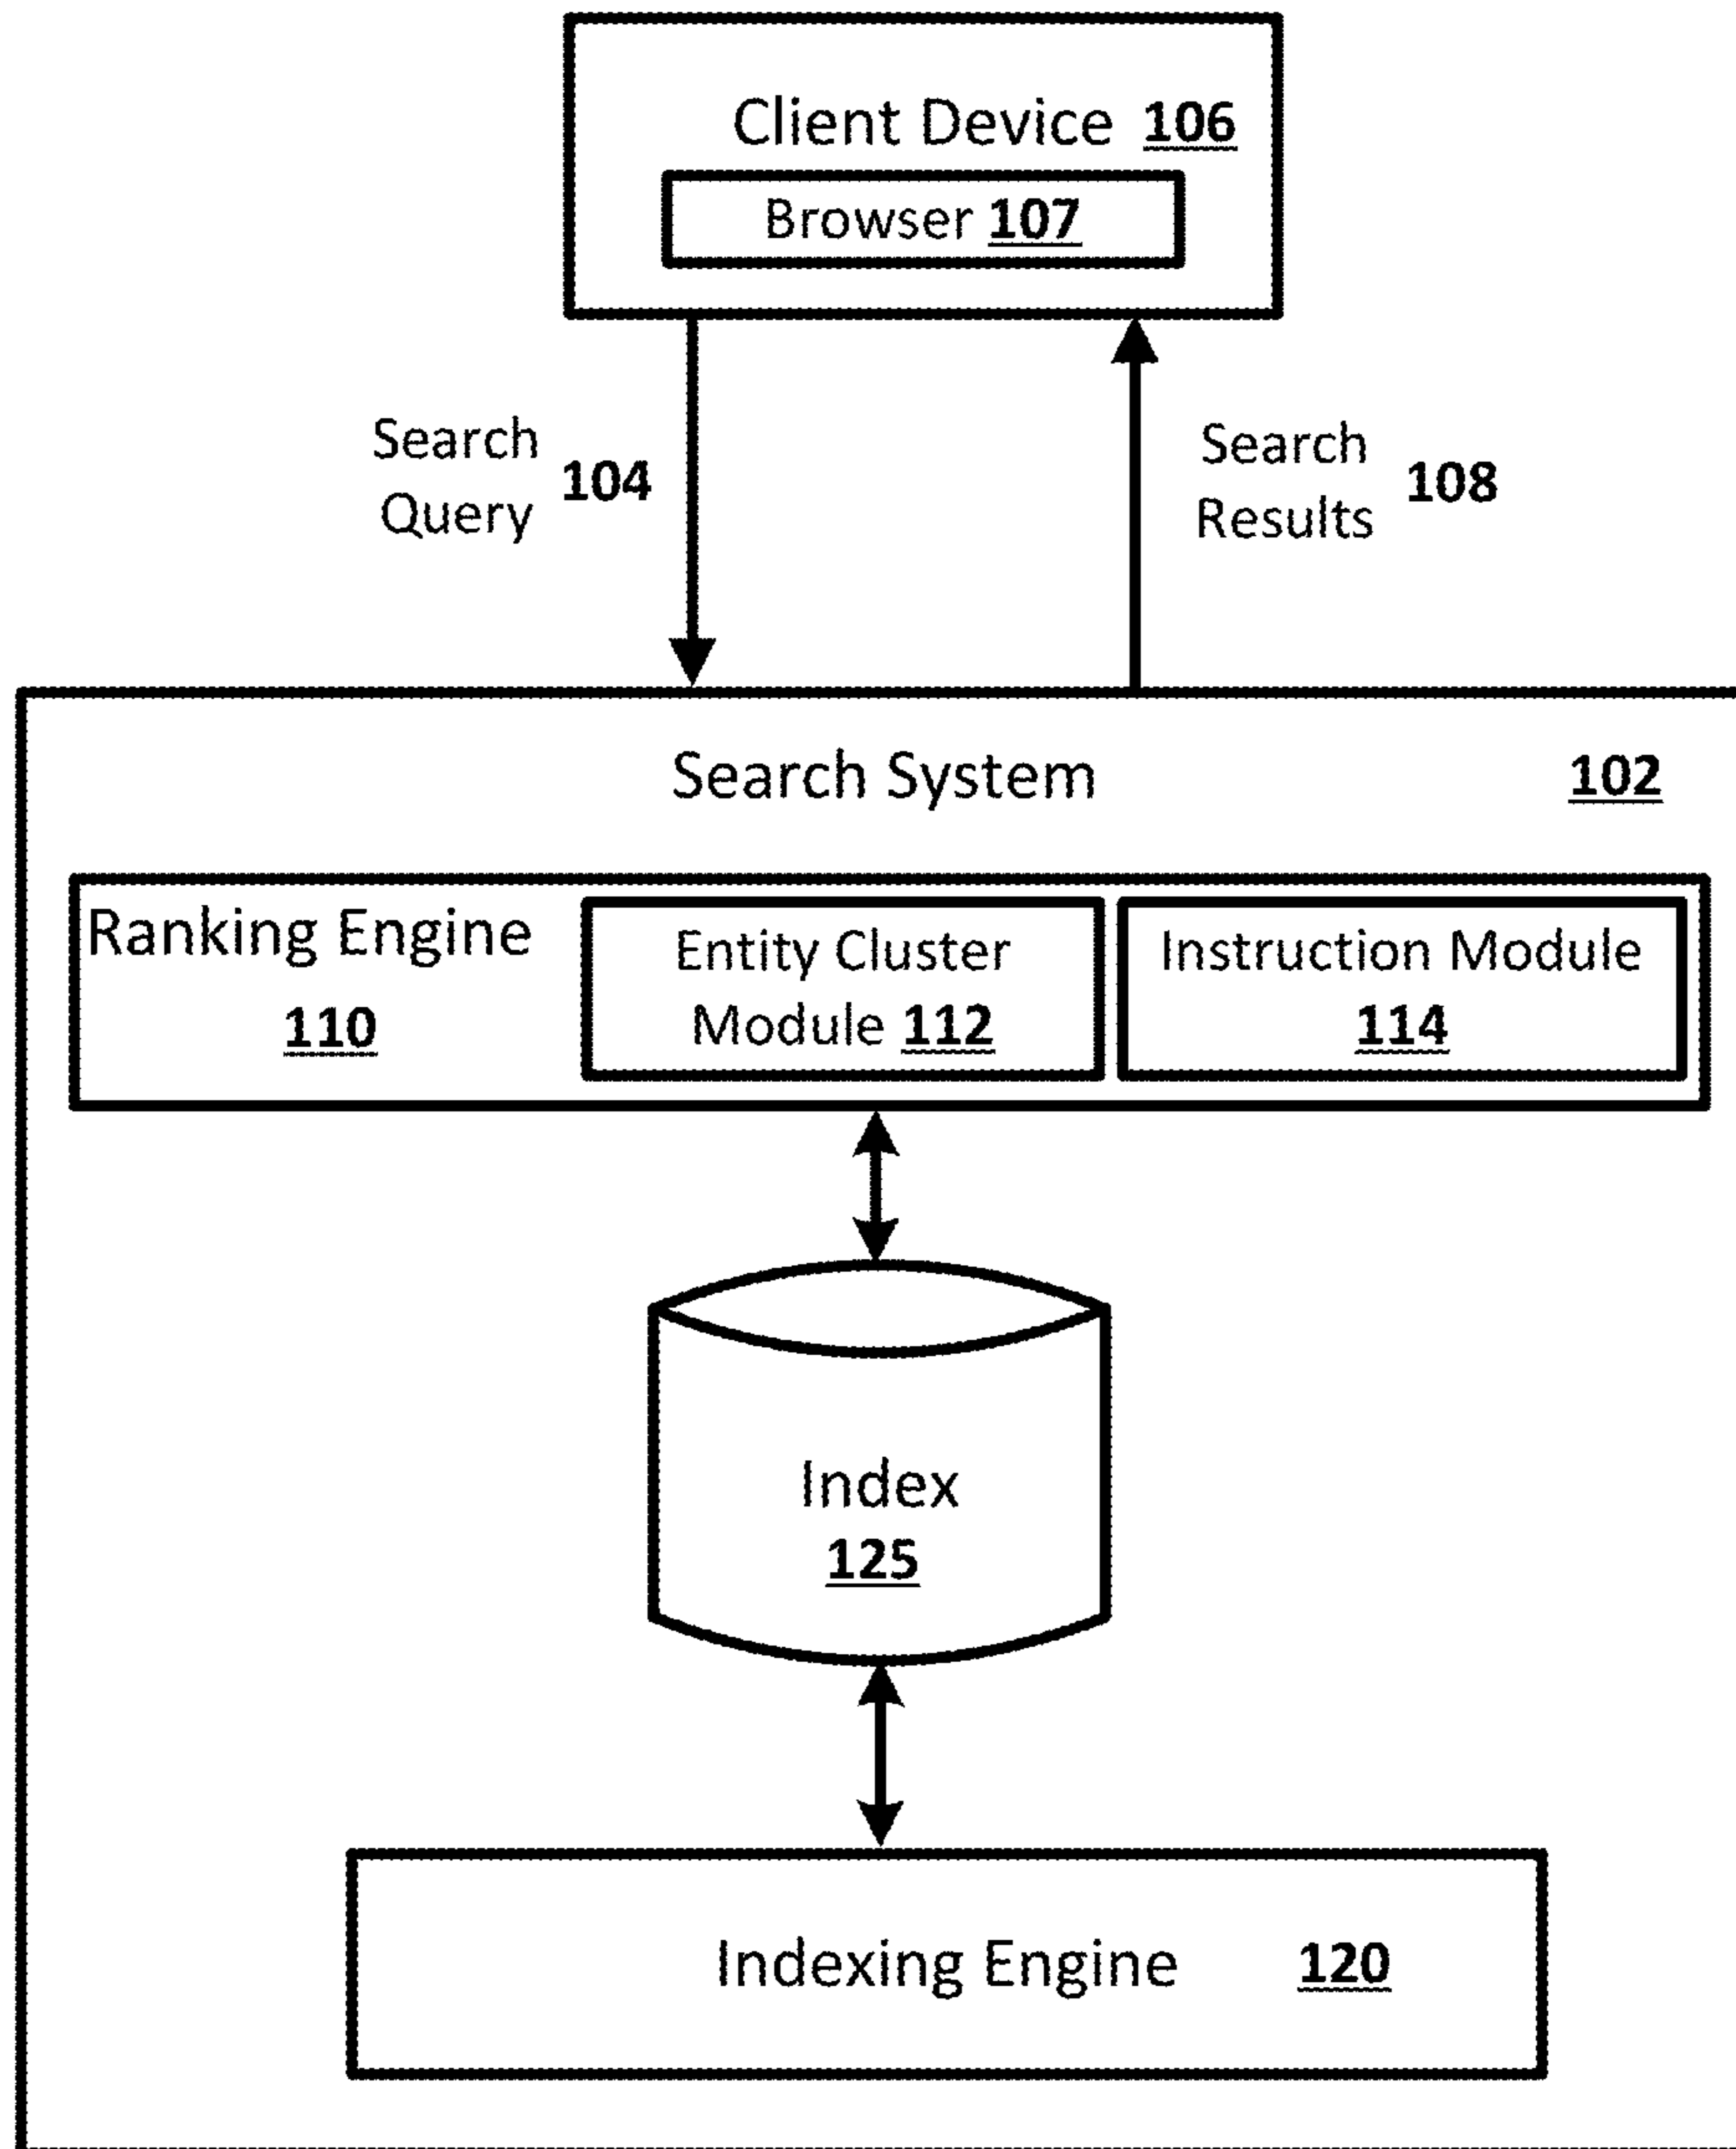 Client Device 106
Browser 107
Search
Query
104
Search
Results
108
Search System 102
Ranking Engine
110
Entity Cluster
Module 112
Instruction Module
114
Index
125
Indexing Engine 120